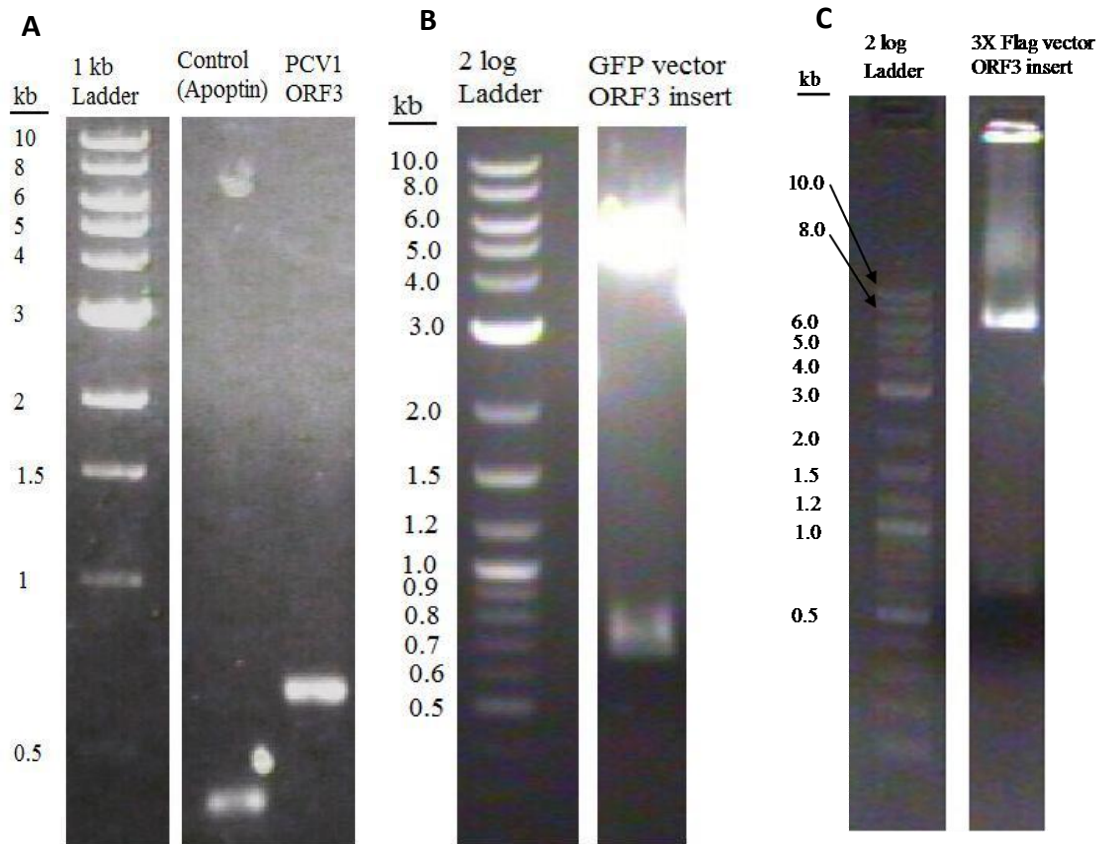 A
kb
1 kb
Ladder
Control
(Apoptin)
PCV1
ORF3
10
8
6
5
4
3
2
1.5
1
0.5
B
kb
2 log
Ladder
GFP vector
ORF3 insert
10.0
8.0
6.0
5.0
4.0
3.0
2.0
1.5
1.2
1.0
0.9
0.8
0.7
0.6
0.5
C
kb
2 log
Ladder
3X Flag vector
ORF3 insert
10.0
8.0
6.0
5.0
4.0
3.0
2.0
1.5
1.2
1.0
0.5